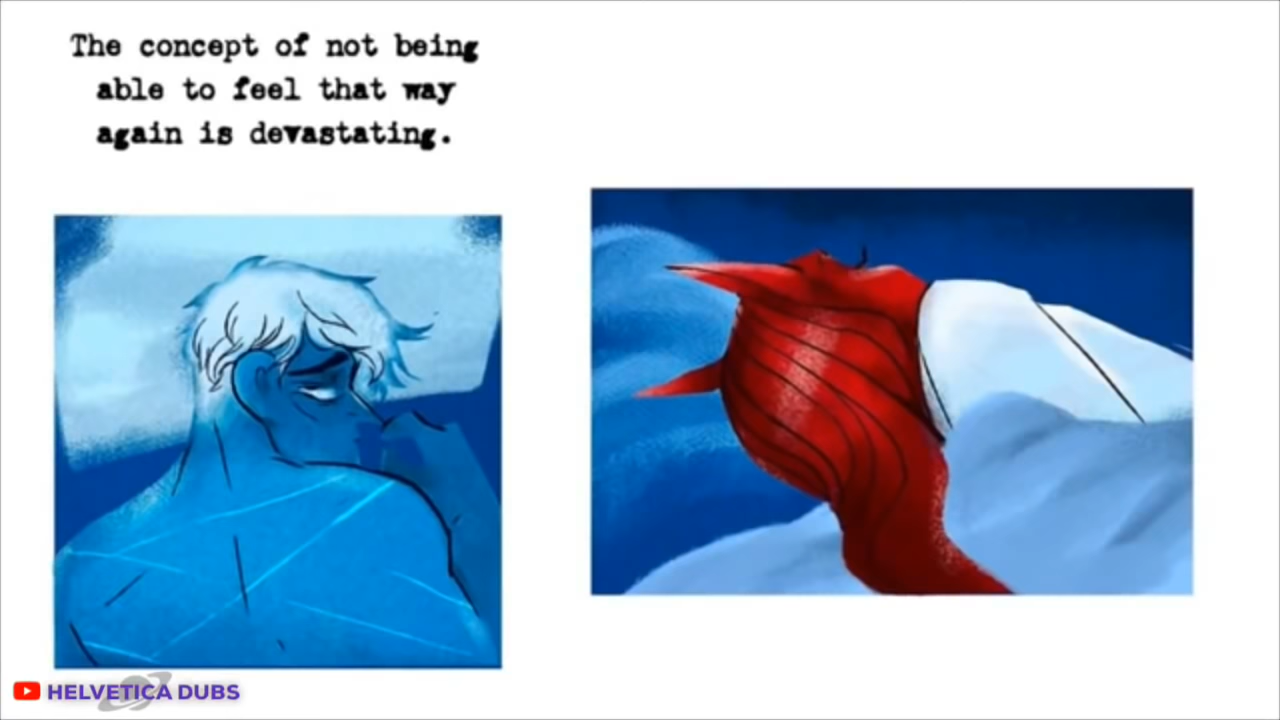 The concept of not being
able to feel that way
again is devastating.
HELVETICA DUBS